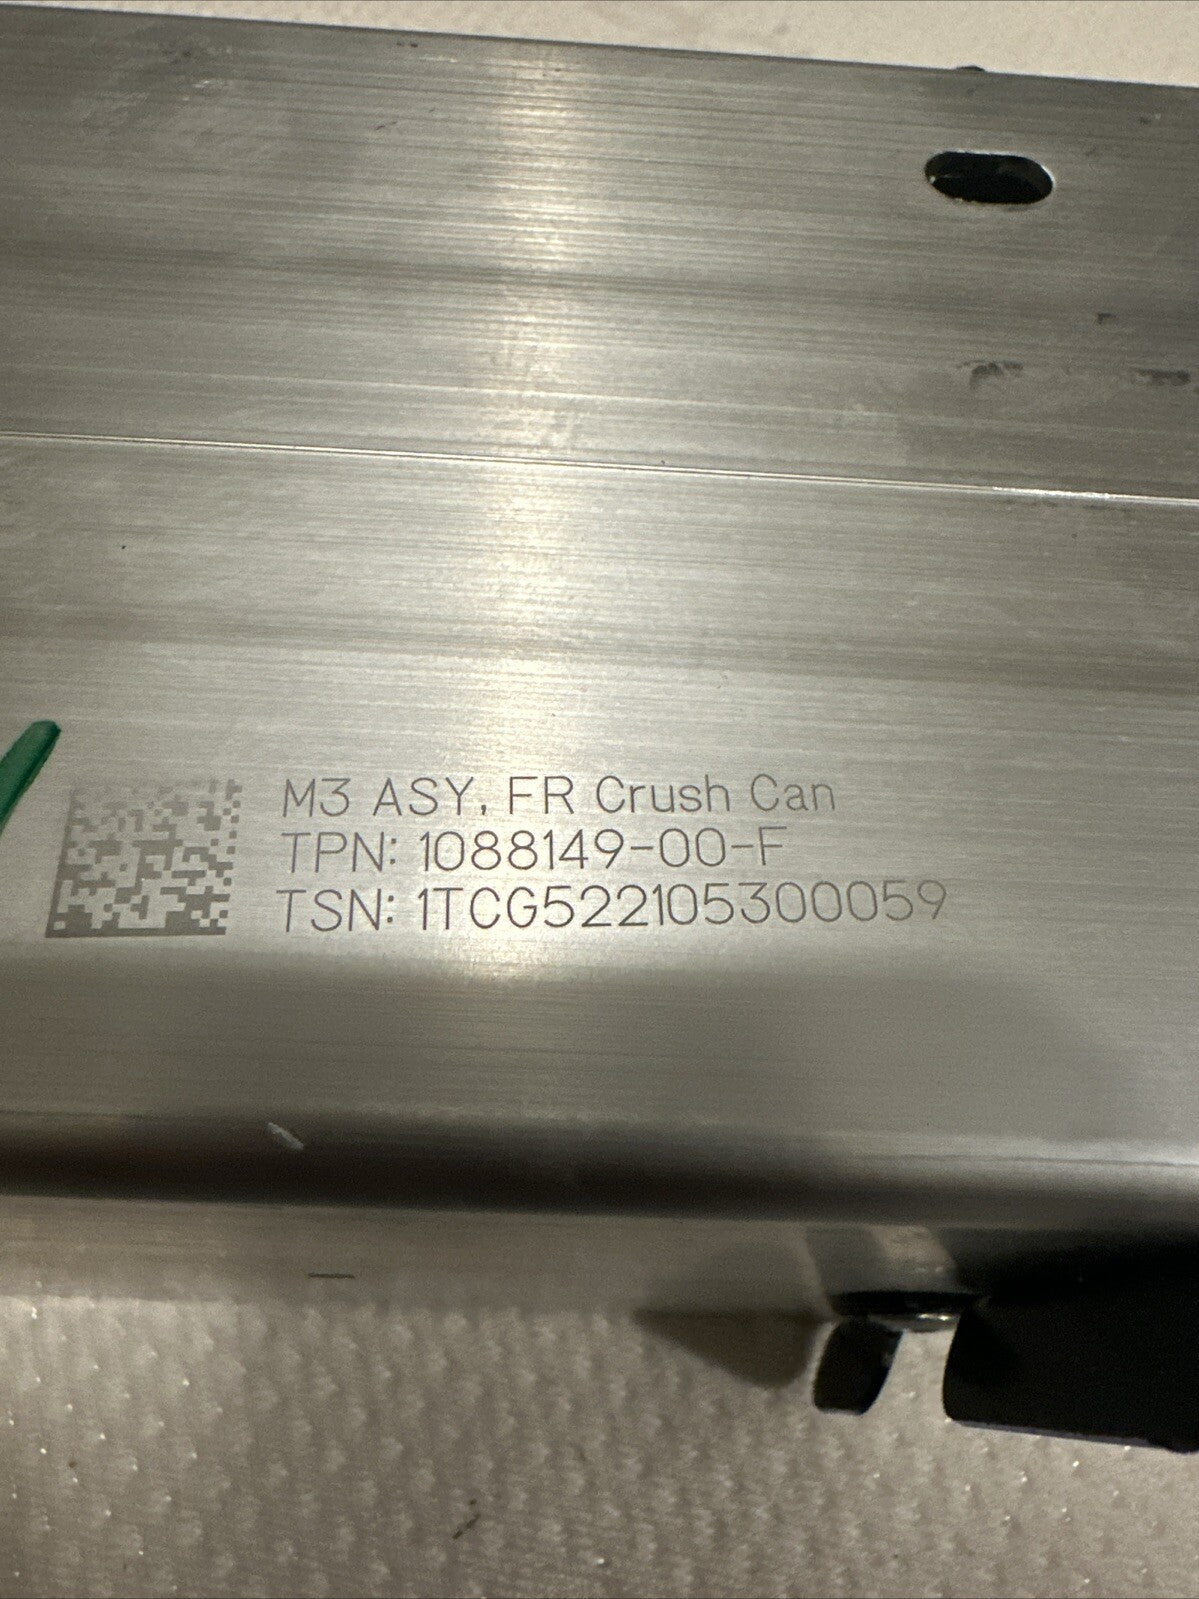 M3 ASY, FR Crush Can
TPN: 1088149-00-F
TSN: 1TCG522105300059